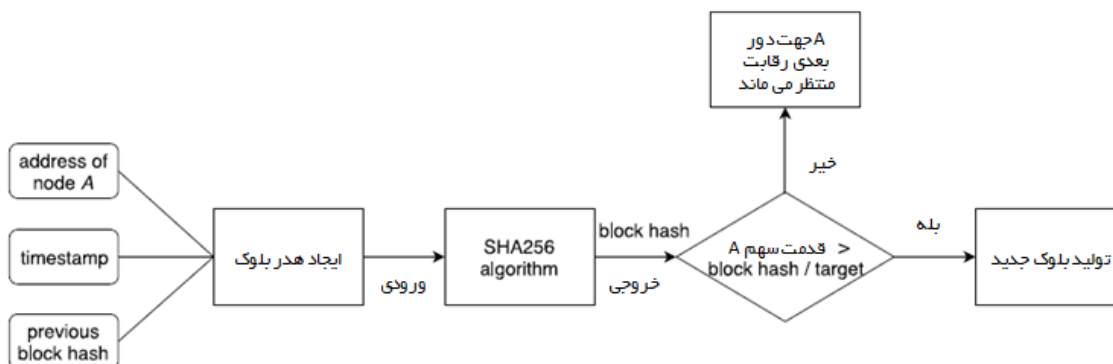 A جهت دور
بعدی رقابت
منتظر می ماند
خیر
address of
node A
timestamp
previous
block hash
ایجاد هدر بلوک
ورودی
SHA256
algorithm
block hash
خروجی
قدمت سهم A >
block hash / target
بله
تولید بلوک جدید